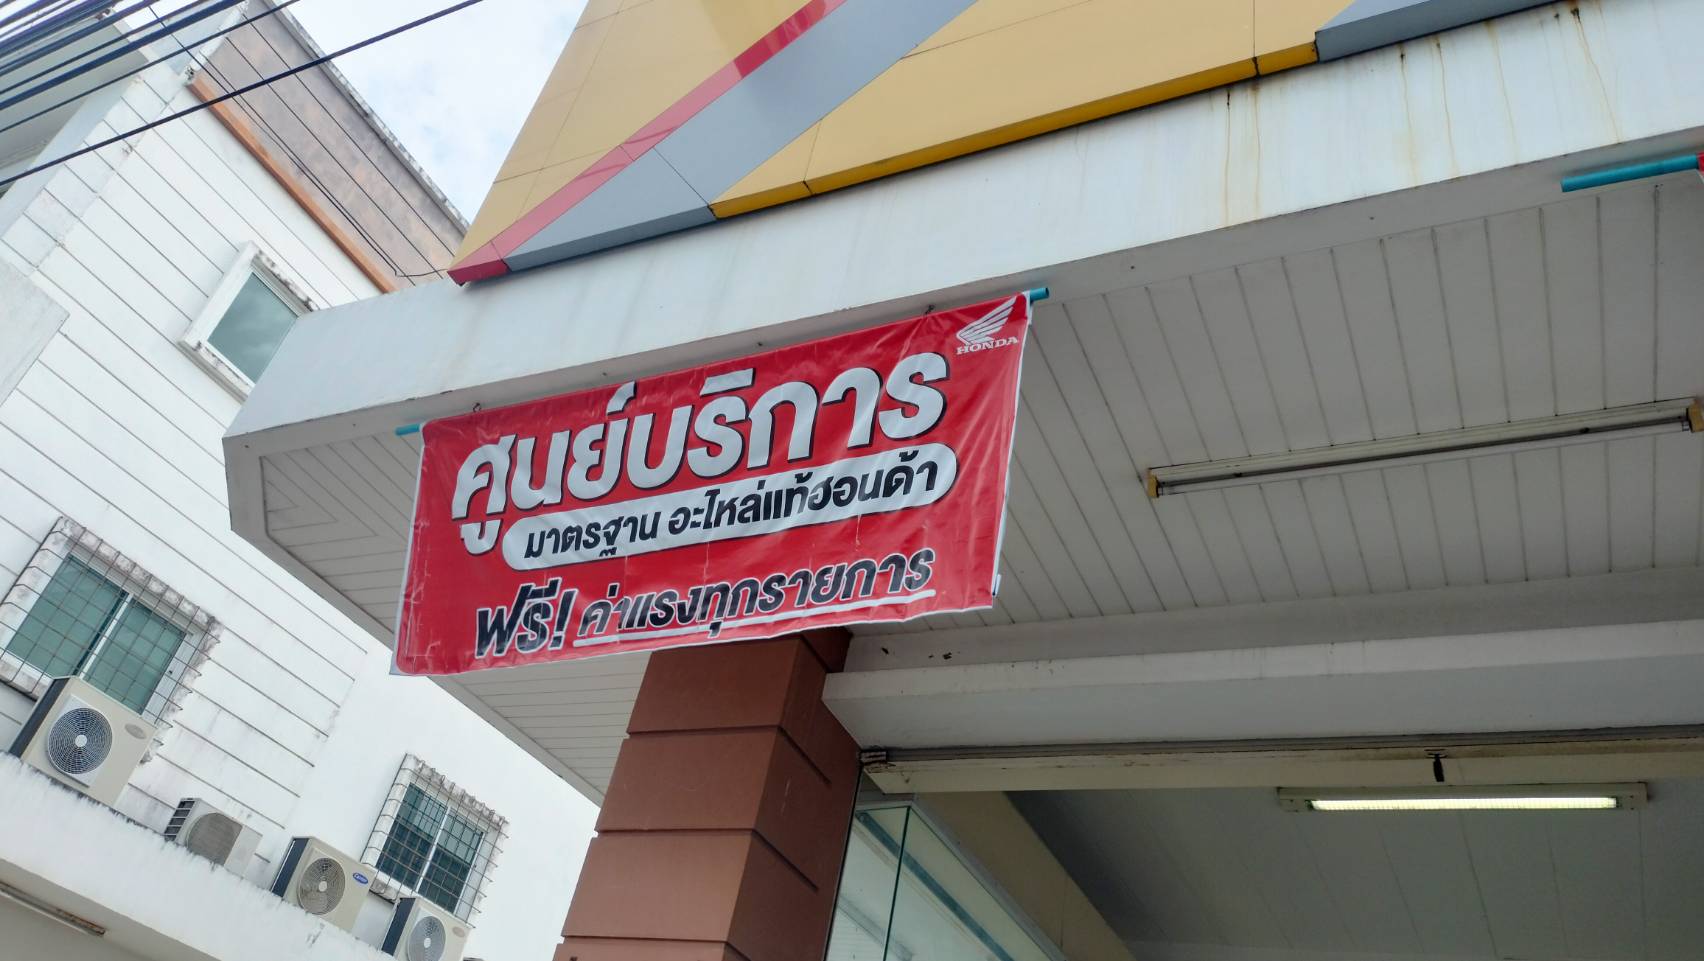 HONDA
ศูนย์บริการ
มาตรฐาน อะไหล่แท้ฮอนด้า
ฟรี! ค่าแรงทุกรายการ